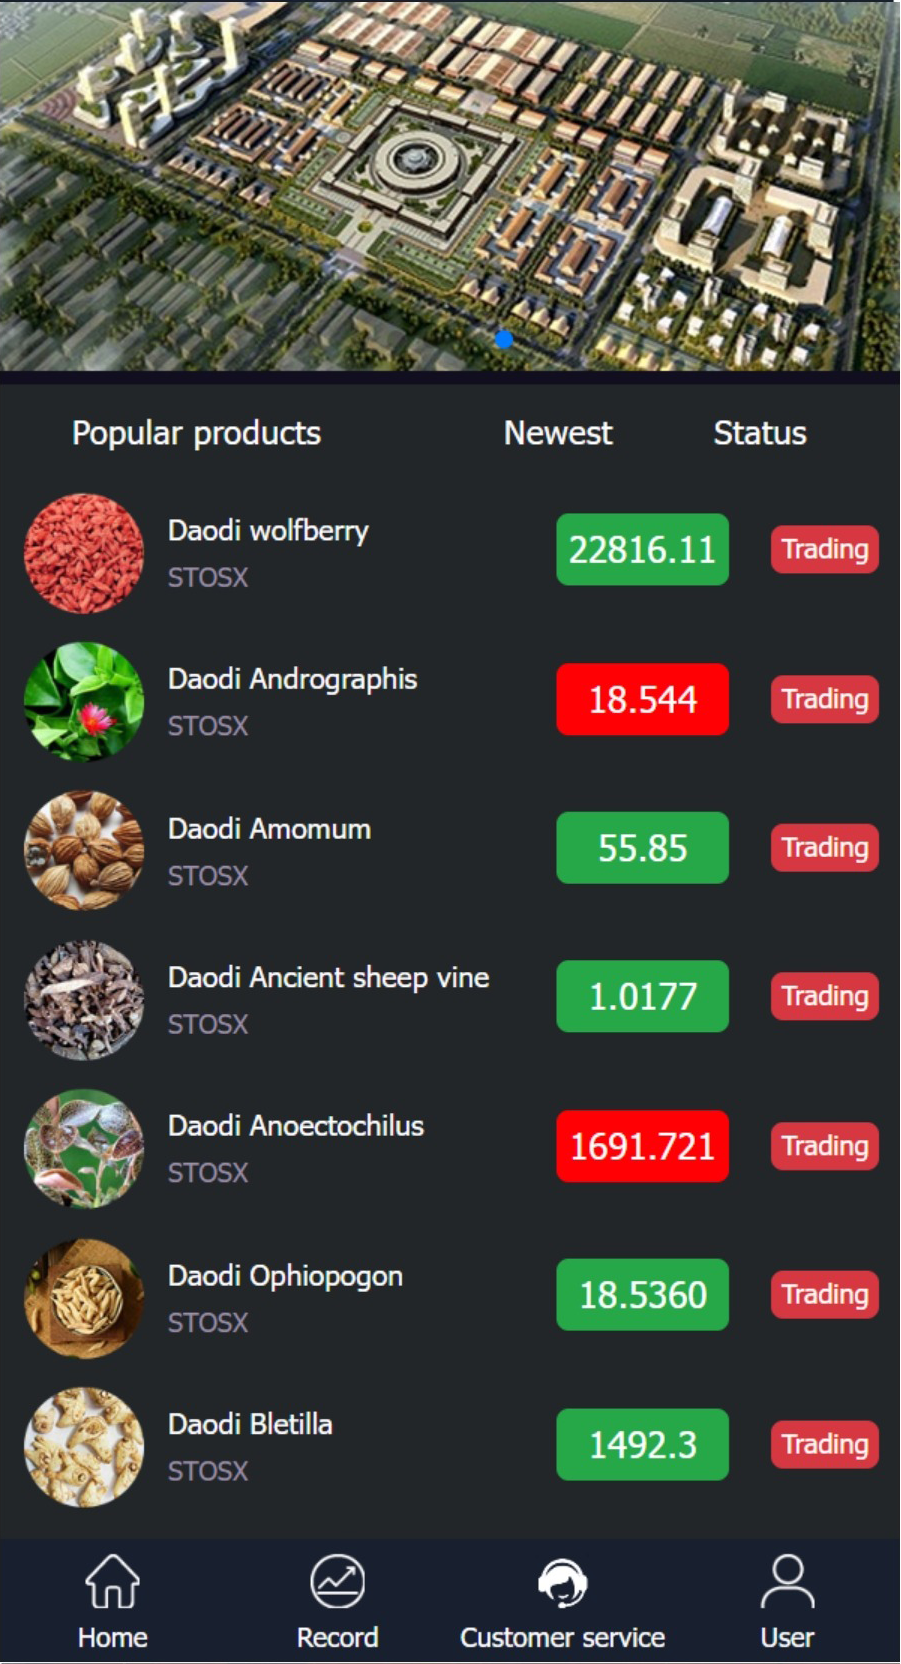 Popular products Newest Status
Daodi wolfberry
STOSX
22816.11 Trading
Daodi Andrographis
STOSX
18.544 Trading
Daodi Amomum
STOSX
55.85 Trading
Daodi Ancient sheep vine
STOSX
1.0177 Trading
Daodi Anoectochilus
STOSX
1691.721 Trading
Daodi Ophiopogon
STOSX
18.5360 Trading
Daodi Bletilla
STOSX
1492.3 Trading
Home Record Customer service User